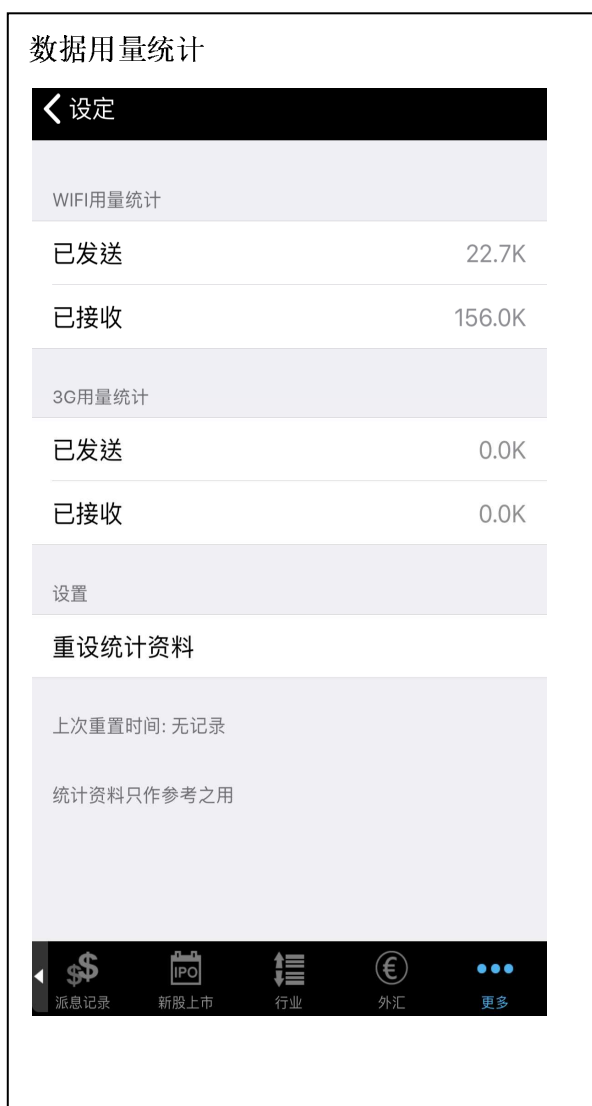 数据用量统计
设定
WIFI用量统计
已发送 22.7K
已接收 156.0K
3G用量统计
已发送 0.0K
已接收 0.0K
设置
重设统计资料
上次重置时间: 无记录
统计资料只作参考之用
$$ IPO €
派息记录 新股上市 行业 外汇 更多